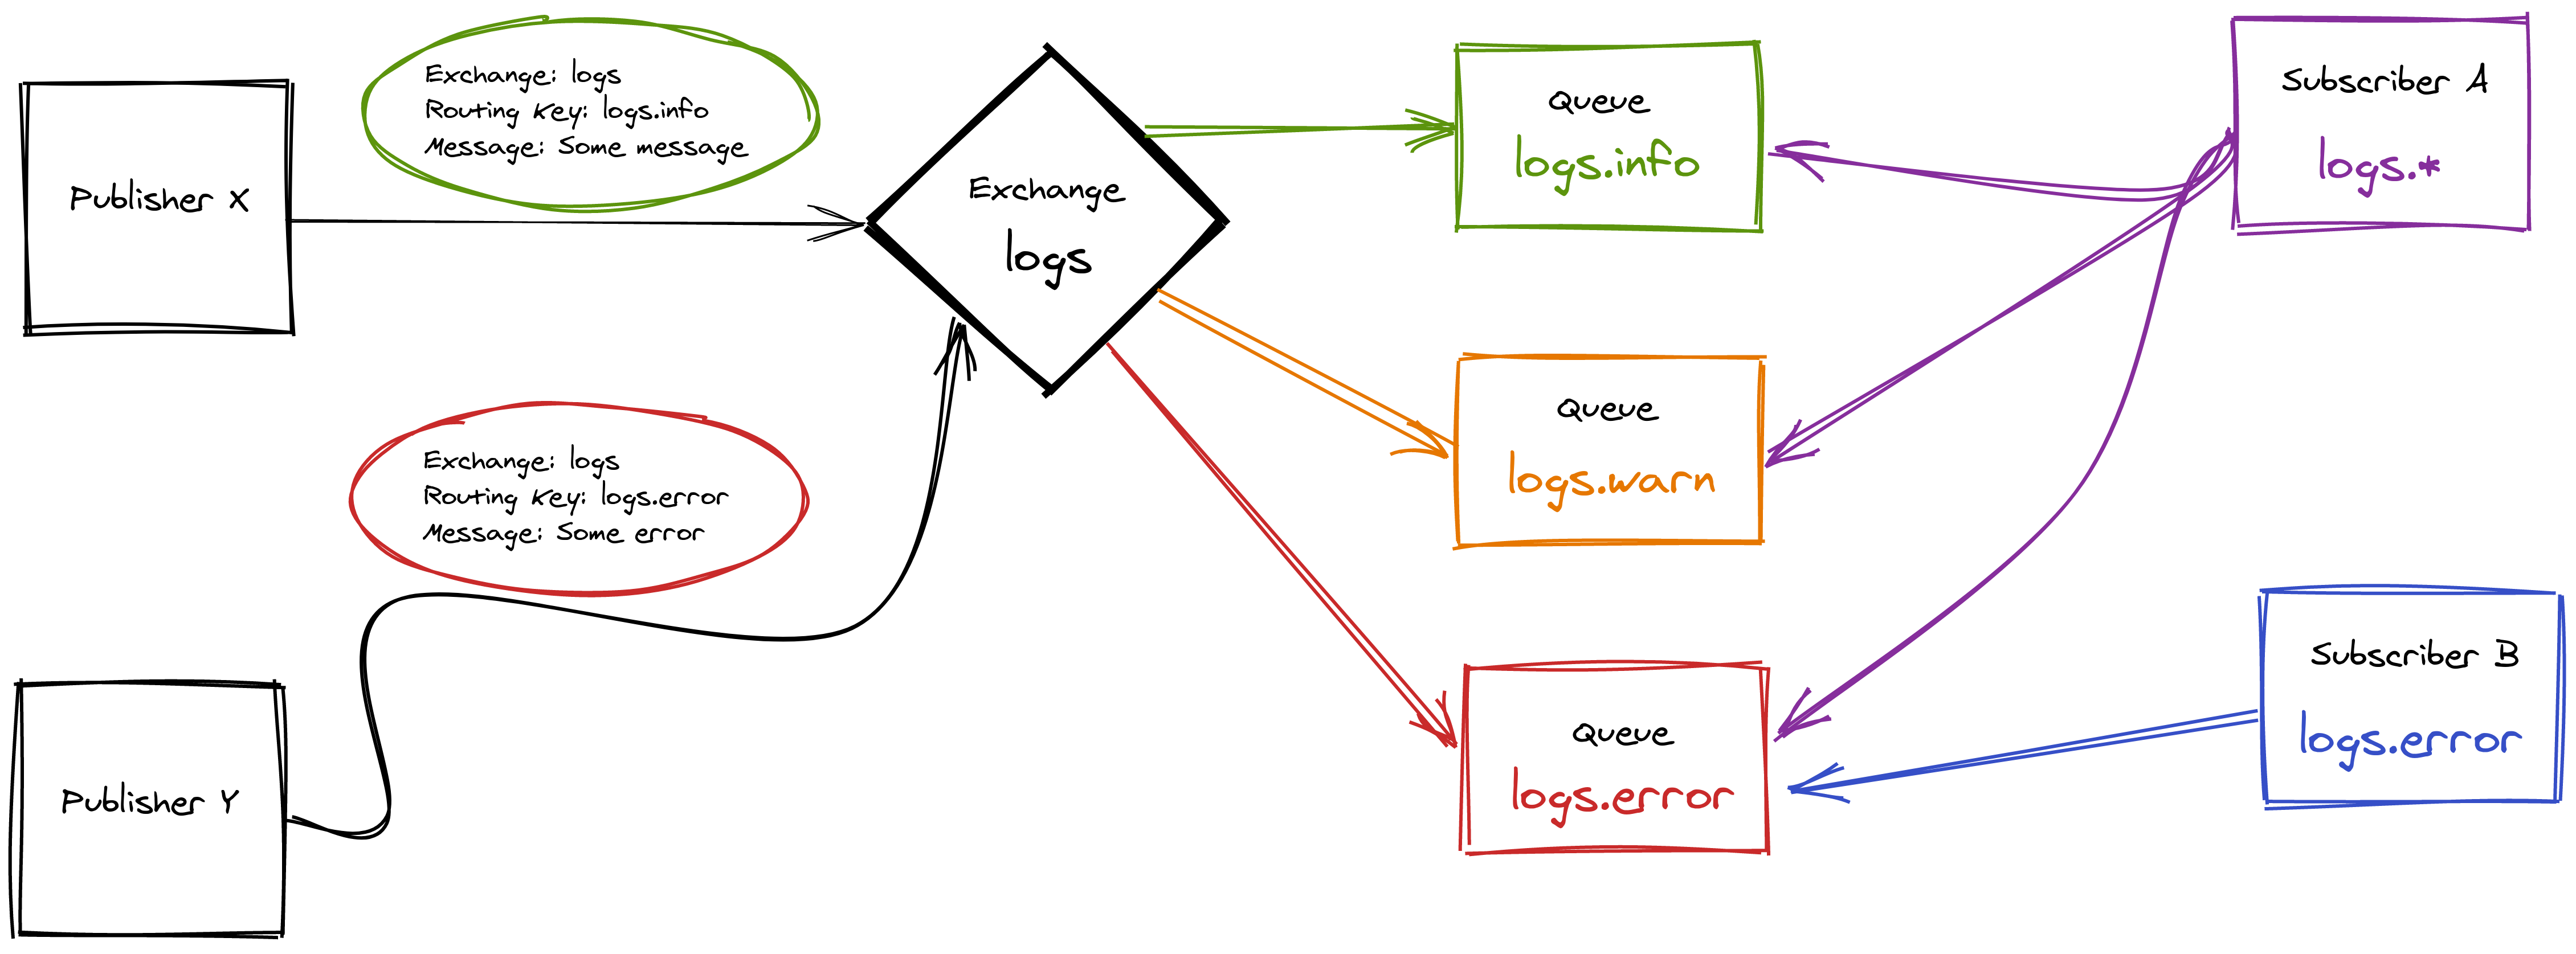 Publisher X
Exchange: logs
Routing Key: logs.info
Message: Some message
Exchange
logs
Queue
logs.info
Subscriber A
logs.*
Queue
logs.warn
Exchange: logs
Routing Key: logs.error
Message: Some error
Publisher Y
Queue
logs.error
Subscriber B
logs.error